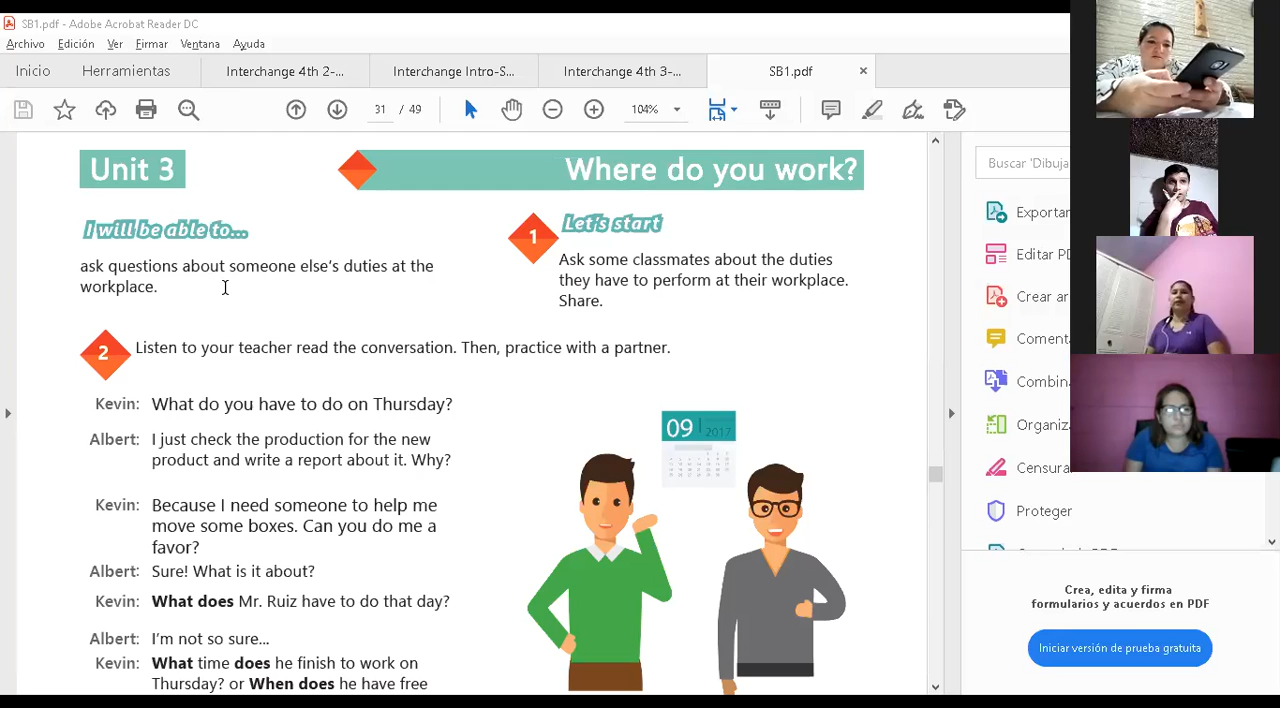 SB1.pdf - Adobe Acrobat Reader DC
Archivo Edición Ver Firmar Ventana Ayuda
Inicio Herramientas Interchange 4th 2-... Interchange Intro-S... Interchange 4th 3-... SB1.pdf
31 / 49 104%
Unit 3 Where do you work?
I will be able to...
ask questions about someone else's duties at the
workplace.
1 Let's start
Ask some classmates about the duties
they have to perform at their workplace.
Share.
2 Listen to your teacher read the conversation. Then, practice with a partner.
Kevin: What do you have to do on Thursday?
Albert: I just check the production for the new
product and write a report about it. Why?
Kevin: Because I need someone to help me
move some boxes. Can you do me a
favor?
Albert: Sure! What is it about?
Kevin: What does Mr. Ruiz have to do that day?
Albert: I'm not so sure...
Kevin: What time does he finish to work on
Thursday? or When does he have free
09 2017
Buscar 'Dibuja
Exportar
Editar PD
Crear ar
Coment
Combin
Organiz
Censura
Proteger
Crea, edita y firma
formularios y acuerdos en PDF
Iniciar versión de prueba gratuita